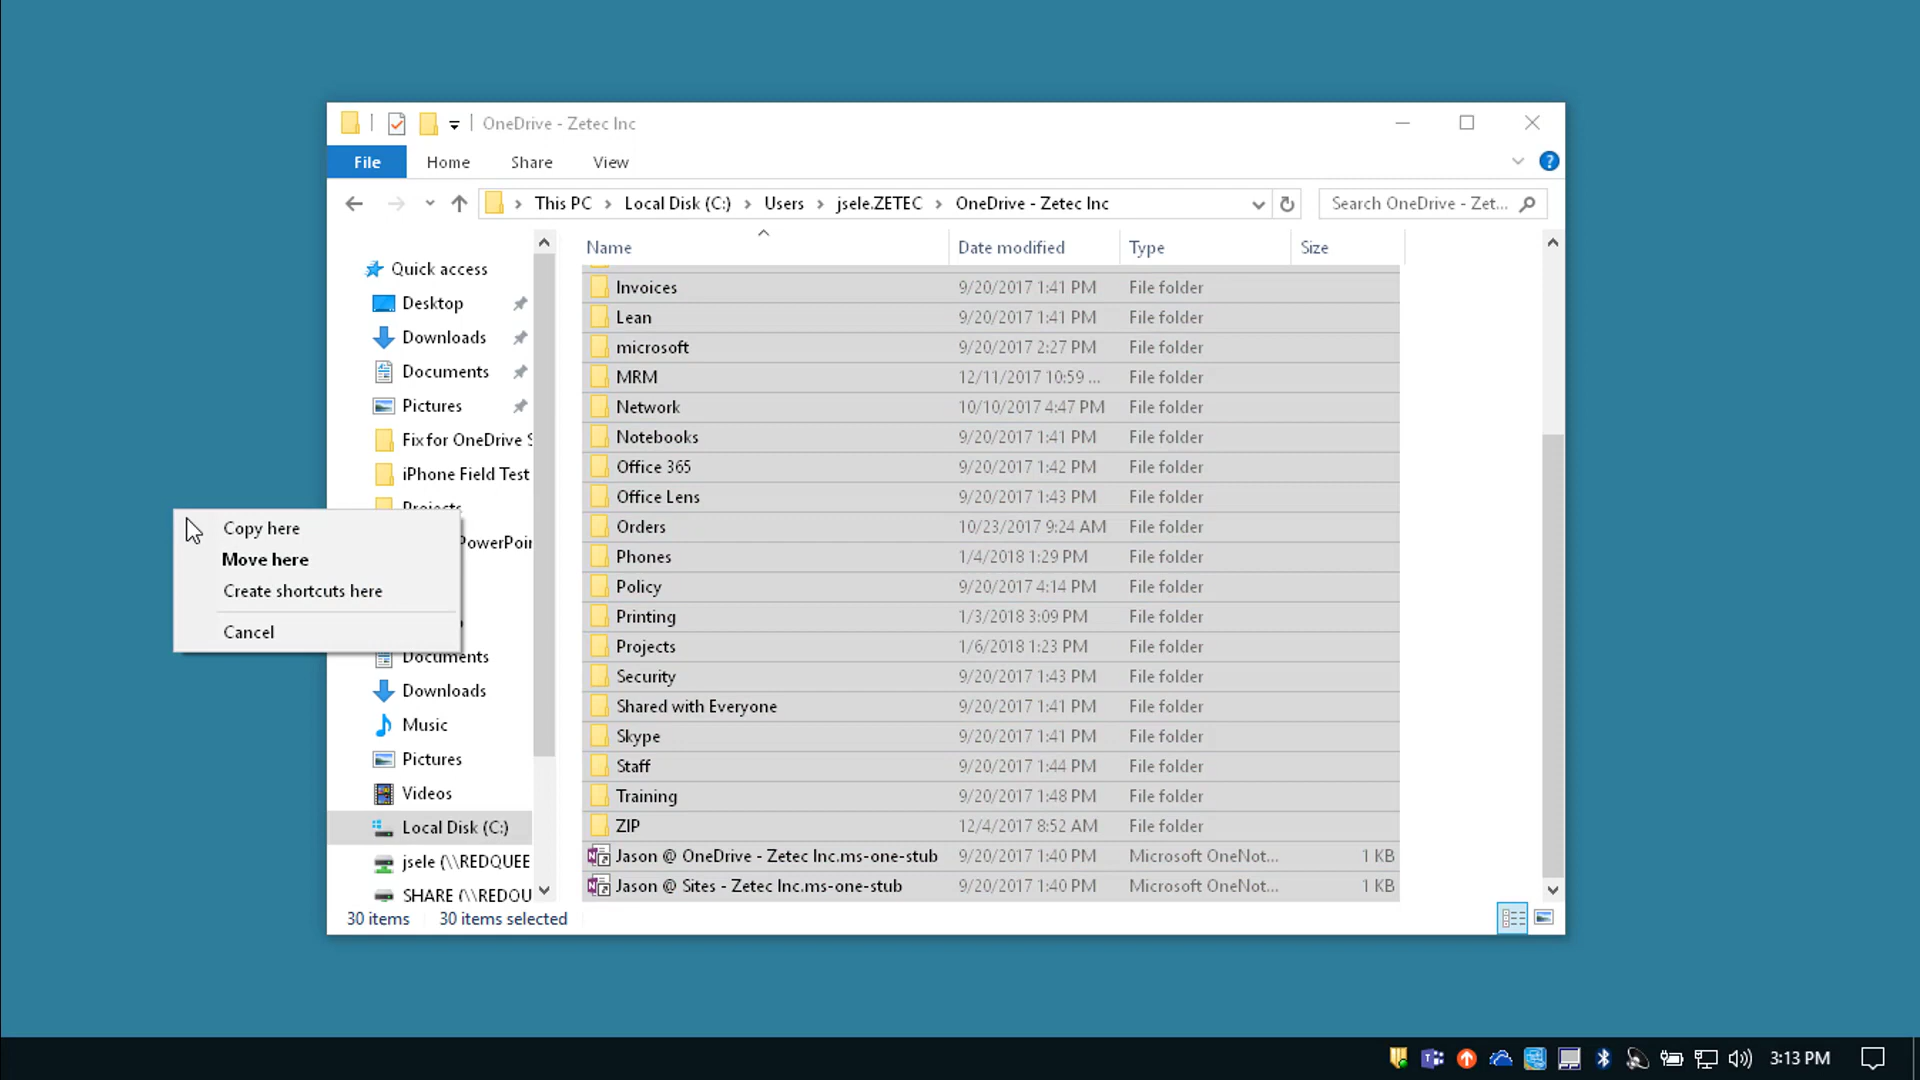 OneDrive - Zetec Inc
File Home Share View
This PC > Local Disk (C:) > Users > jsele.ZETEC > OneDrive - Zetec Inc
Search OneDrive - Zet...
Name Date modified Type Size
Quick access
Desktop
Downloads
Documents
Pictures
Fix for OneDrive S
iPhone Field Test
Projects
PowerPoin
Documents
Downloads
Music
Pictures
Videos
Local Disk (C:)
jsele (\\REDQUEE
SHARE (\\REDQU
Copy here
Move here
Create shortcuts here
Cancel
Invoices 9/20/2017 1:41 PM File folder
Lean 9/20/2017 1:41 PM File folder
microsoft 9/20/2017 2:27 PM File folder
MRM 12/11/2017 10:59 ... File folder
Network 10/10/2017 4:47 PM File folder
Notebooks 9/20/2017 1:41 PM File folder
Office 365 9/20/2017 1:42 PM File folder
Office Lens 9/20/2017 1:43 PM File folder
Orders 10/23/2017 9:24 AM File folder
Phones 1/4/2018 1:29 PM File folder
Policy 9/20/2017 4:14 PM File folder
Printing 1/3/2018 3:09 PM File folder
Projects 1/6/2018 1:23 PM File folder
Security 9/20/2017 1:43 PM File folder
Shared with Everyone 9/20/2017 1:41 PM File folder
Skype 9/20/2017 1:41 PM File folder
Staff 9/20/2017 1:44 PM File folder
Training 9/20/2017 1:48 PM File folder
ZIP 12/4/2017 8:52 AM File folder
Jason @ OneDrive - Zetec Inc.ms-one-stub 9/20/2017 1:40 PM Microsoft OneNot... 1 KB
Jason @ Sites - Zetec Inc.ms-one-stub 9/20/2017 1:40 PM Microsoft OneNot... 1 KB
30 items 30 items selected
3:13 PM